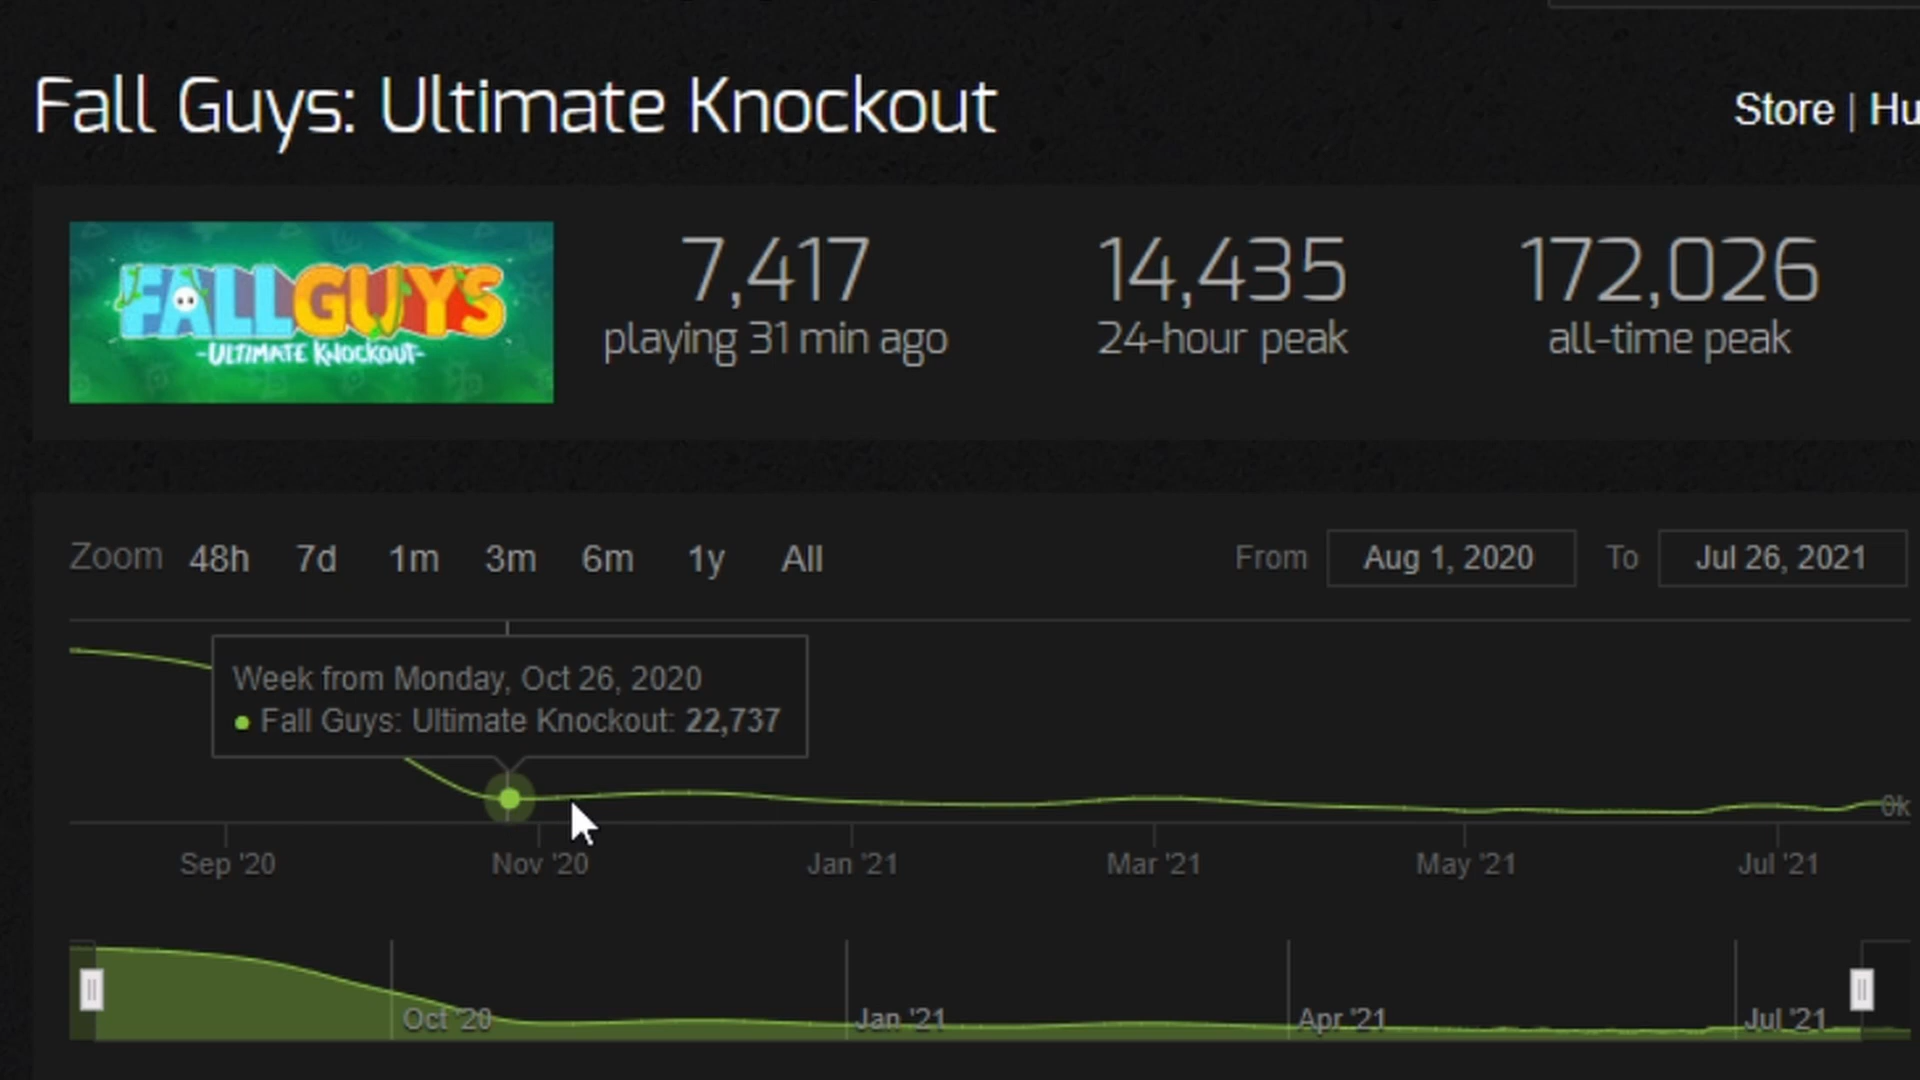 Fall Guys: Ultimate Knockout
Store | Hu
FALL GUYS
-ULTIMATE KNOCKOUT-
7,417
playing 31 min ago
14,435
24-hour peak
172,026
all-time peak
Zoom 48h 7d 1m 3m 6m 1y All
From Aug 1, 2020 To Jul 26, 2021
Week from Monday, Oct 26, 2020
Fall Guys: Ultimate Knockout: 22,737
0k
Sep '20 Nov '20 Jan '21 Mar '21 May '21 Jul '21
Oct '20 Jan '21 Apr '21 Jul '21